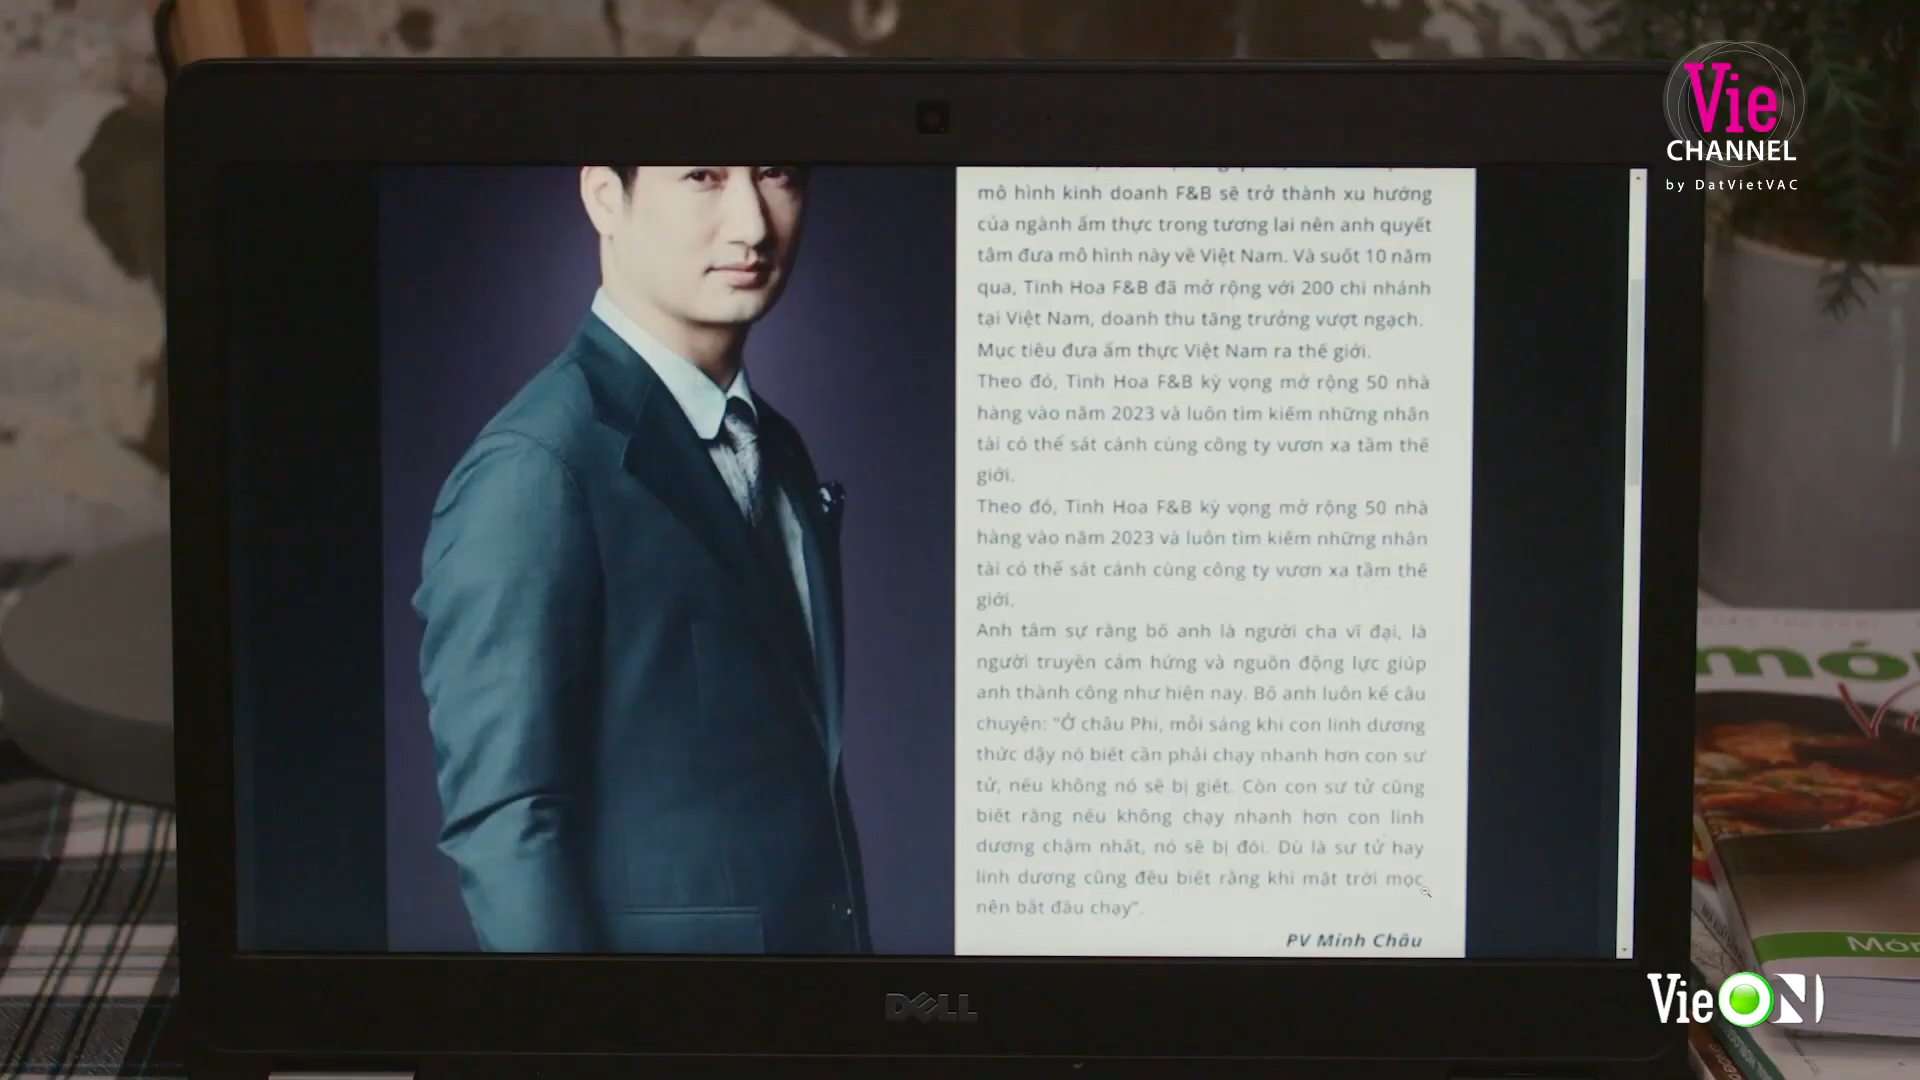 Vie
CHANNEL
by DatVietVAC
mô hình kinh doanh F&B sẽ trở thành xu hướng
của ngành ẩm thực trong tương lai nên anh quyết
tâm đưa mô hình này về Việt Nam. Và suốt 10 năm
qua, Tinh Hoa F&B đã mở rộng với 200 chi nhánh
tại Việt Nam, doanh thu tăng trưởng vượt ngạch.
Mục tiêu đưa ẩm thực Việt Nam ra thế giới.
Theo đó, Tinh Hoa F&B kỳ vọng mở rộng 50 nhà
hàng vào năm 2023 và luôn tìm kiếm những nhân
tài có thể sát cánh cùng công ty vươn xa tầm thế
giới.
Theo đó, Tinh Hoa F&B kỳ vọng mở rộng 50 nhà
hàng vào năm 2023 và luôn tìm kiếm những nhân
tài có thể sát cánh cùng công ty vươn xa tầm thế
giới.
Anh tâm sự rằng bố anh là người cha vĩ đại, là
người truyền cảm hứng và nguồn động lực giúp
anh thành công như hiện nay. Bố anh luôn kể câu
chuyện: "Ở châu Phi, mỗi sáng khi con linh dương
thức dậy nó biết cần phải chạy nhanh hơn con sư
tử, nếu không nó sẽ bị giết. Còn con sư tử cũng
biết rằng nếu không chạy nhanh hơn con linh
dương chậm nhất, nó sẽ bị đói. Dù là sư tử hay
linh dương cũng đều biết rằng khi mặt trời mọc
nên bắt đầu chạy".
PV Minh Châu
DELL
VieON